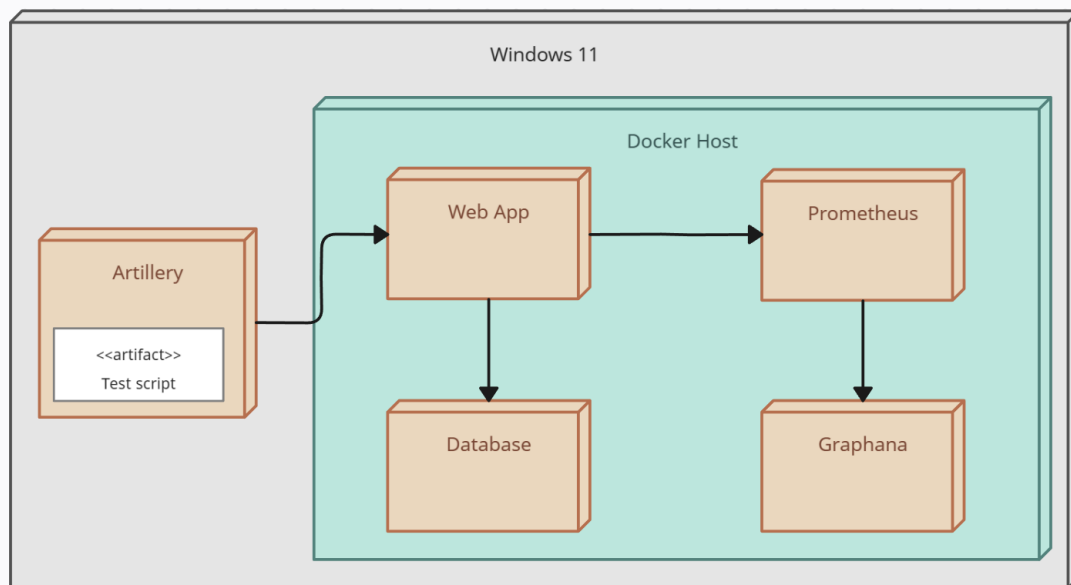 Windows 11
Docker Host
Web App
Prometheus
Artillery
<<artifact>>
Test script
Database
Graphana